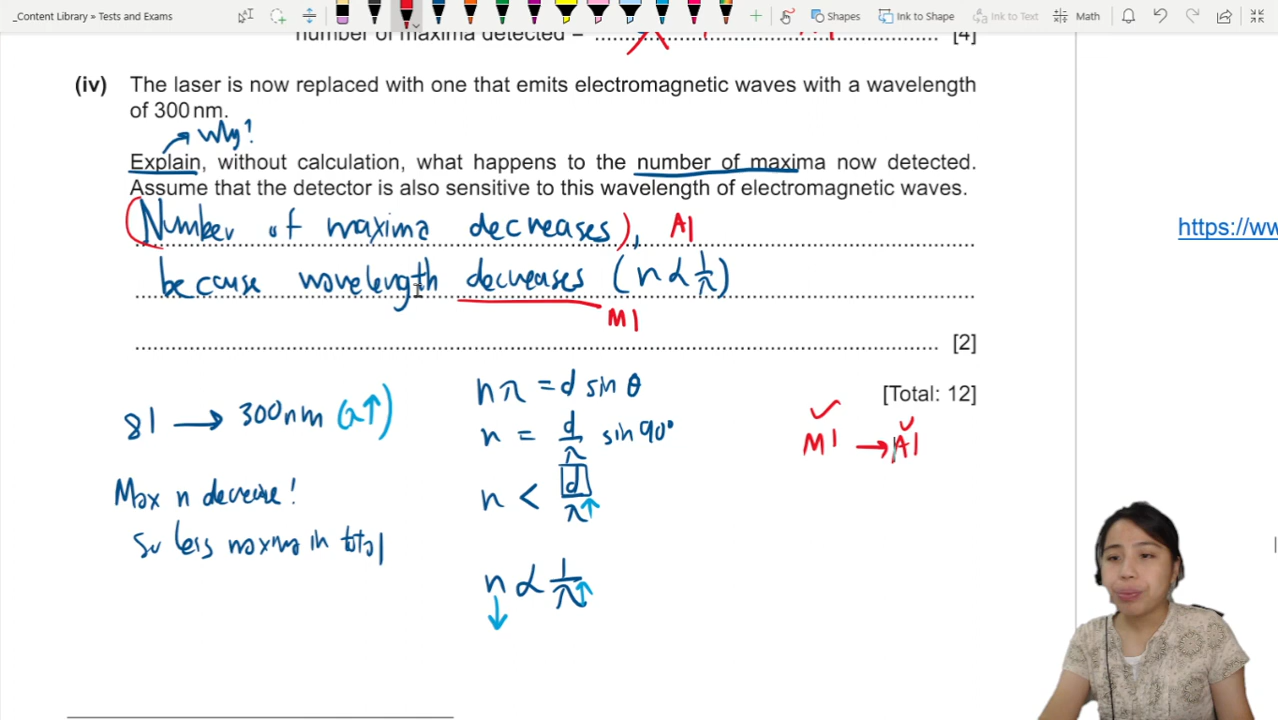 _Content Library » Tests and Exams
Shapes
Ink to Shape
Ink to Text
Math
number of maxima detected = [4]
(iv) The laser is now replaced with one that emits electromagnetic waves with a wavelength
of 300 nm.
Why?
Explain, without calculation, what happens to the number of maxima now detected.
Assume that the detector is also sensitive to this wavelength of electromagnetic waves.
(Number of maxima decreases), A1
because wavelength decreases (n ∝ 1/λ)
M1
[2]
[Total: 12]
https://ww
nλ = d sin θ
→ 300nm (λ↑)
n = d/λ sin 90°
M1 → A1
Max n decrease!
n < d/λ↑
So less maxima in total
n ∝ 1/λ↑